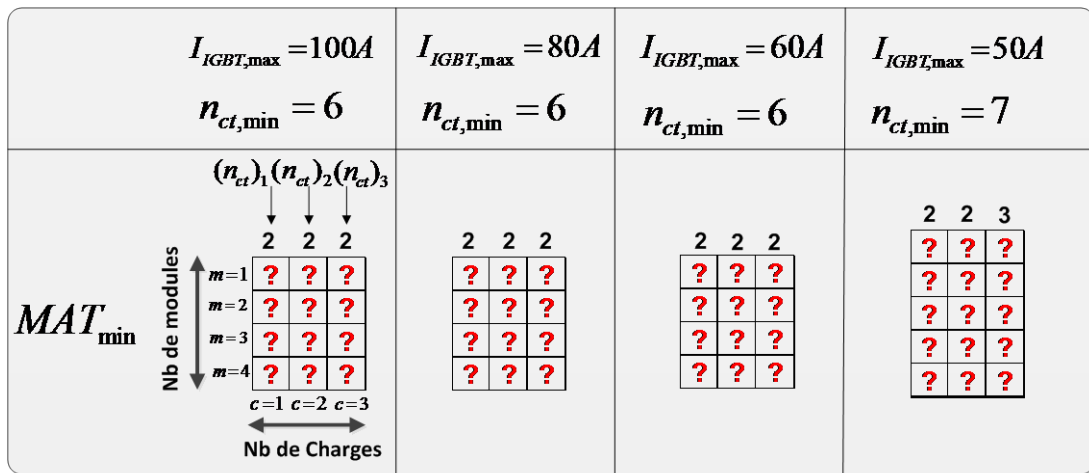 I_IGBT,max = 100A
n_ct,min = 6
I_IGBT,max = 80A
n_ct,min = 6
I_IGBT,max = 60A
n_ct,min = 6
I_IGBT,max = 50A
n_ct,min = 7
MAT_min
Nb de modules
(n_ct)_1 (n_ct)_2 (n_ct)_3
2 2 2
m=1 ? ? ?
m=2 ? ? ?
m=3 ? ? ?
m=4 ? ? ?
c=1 c=2 c=3
Nb de Charges
2 2 2
? ? ?
? ? ?
? ? ?
? ? ?
2 2 2
? ? ?
? ? ?
? ? ?
? ? ?
2 2 3
? ? ?
? ? ?
? ? ?
? ? ?
? ? ?